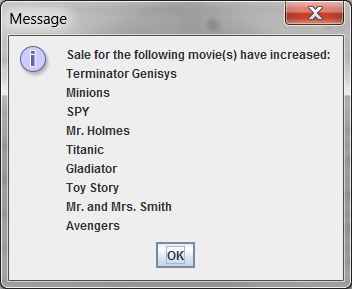 Message
Sale for the following movie(s) have increased:
Terminator Genisys
Minions
SPY
Mr. Holmes
Titanic
Gladiator
Toy Story
Mr. and Mrs. Smith
Avengers
OK